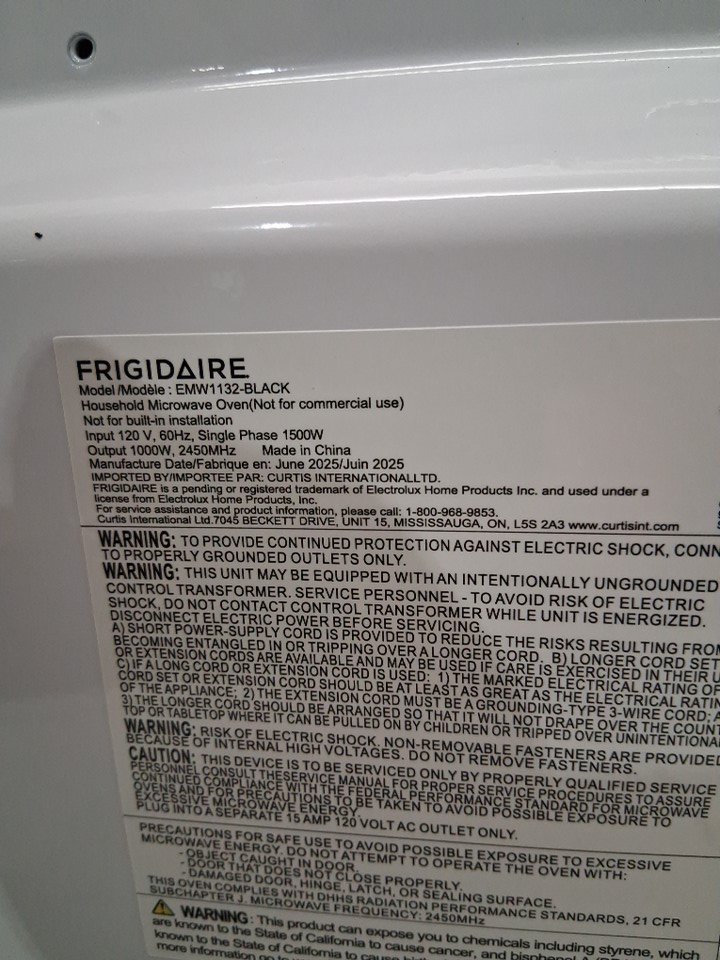 FRIGIDAIRE
Model/Modèle : EMW1132-BLACK
Household Microwave Oven(Not for commercial use)
Not for built-in installation
Input 120 V, 60Hz, Single Phase 1500W
Output 1000W, 2450MHz Made in China
Manufacture Date/Fabrique en: June 2025/Juin 2025
IMPORTED BY/IMPORTEE PAR: CURTIS INTERNATIONALLTD.
FRIGIDAIRE is a pending or registered trademark of Electrolux Home Products Inc. and used under a
license from Electrolux Home Products, Inc.
For service assistance and product information, please call: 1-800-968-9853.
Curtis International Ltd.7045 BECKETT DRIVE, UNIT 15, MISSISSAUGA, ON, L5S 2A3 www.curtisint.com
WARNING: TO PROVIDE CONTINUED PROTECTION AGAINST ELECTRIC SHOCK, CONN
TO PROPERLY GROUNDED OUTLETS ONLY.
WARNING: THIS UNIT MAY BE EQUIPPED WITH AN INTENTIONALLY UNGROUNDED
CONTROL TRANSFORMER. SERVICE PERSONNEL - TO AVOID RISK OF ELECTRIC
SHOCK, DO NOT CONTACT CONTROL TRANSFORMER WHILE UNIT IS ENERGIZED.
DISCONNECT ELECTRIC POWER BEFORE SERVICING.
A) SHORT POWER-SUPPLY CORD IS PROVIDED TO REDUCE THE RISKS RESULTING FROM
BECOMING ENTANGLED IN OR TRIPPING OVER A LONGER CORD. B) LONGER CORD SET
OR EXTENSION CORDS ARE AVAILABLE AND MAY BE USED IF CARE IS EXERCISED IN THEIR U
C) IF A LONG CORD OR EXTENSION CORD IS USED: 1) THE MARKED ELECTRICAL RATING OF
CORD SET OR EXTENSION CORD SHOULD BE AT LEAST AS GREAT AS THE ELECTRICAL RATIN
OF THE APPLIANCE; 2) THE EXTENSION CORD MUST BE A GROUNDING-TYPE 3-WIRE CORD; A
3) THE LONGER CORD SHOULD BE ARRANGED SO THAT IT WILL NOT DRAPE OVER THE COUNT
TOP OR TABLETOP WHERE IT CAN BE PULLED ON BY CHILDREN OR TRIPPED OVER UNINTENTIONA
WARNING: RISK OF ELECTRIC SHOCK. NON-REMOVABLE FASTENERS ARE PROVIDED
BECAUSE OF INTERNAL HIGH VOLTAGES. DO NOT REMOVE FASTENERS.
CAUTION: THIS DEVICE IS TO BE SERVICED ONLY BY PROPERLY QUALIFIED SERVICE
PERSONNEL CONSULT THESERVICE MANUAL FOR PROPER SERVICE PROCEDURES TO ASSURE
CONTINUED COMPLIANCE WITH THE FEDERAL PERFORMANCE STANDARD FOR MICROWAVE
OVENS AND FOR PRECAUTIONS TO BE TAKEN TO AVOID POSSIBLE EXPOSURE TO
EXCESSIVE MICROWAVE ENERGY.
PLUG INTO A SEPARATE 15 AMP 120 VOLT AC OUTLET ONLY.
PRECAUTIONS FOR SAFE USE TO AVOID POSSIBLE EXPOSURE TO EXCESSIVE
MICROWAVE ENERGY. DO NOT ATTEMPT TO OPERATE THE OVEN WITH:
- OBJECT CAUGHT IN DOOR.
- DOOR THAT DOES NOT CLOSE PROPERLY.
- DAMAGED DOOR, HINGE, LATCH, OR SEALING SURFACE.
THIS OVEN COMPLIES WITH DHHS RADIATION PERFORMANCE STANDARDS, 21 CFR
SUBCHAPTER J. MICROWAVE FREQUENCY: 2450MHz
WARNING: This product can expose you to chemicals including styrene, which
are known to the State of California to cause cancer, and bisphenol A
known to the State of California to cause
more information go to